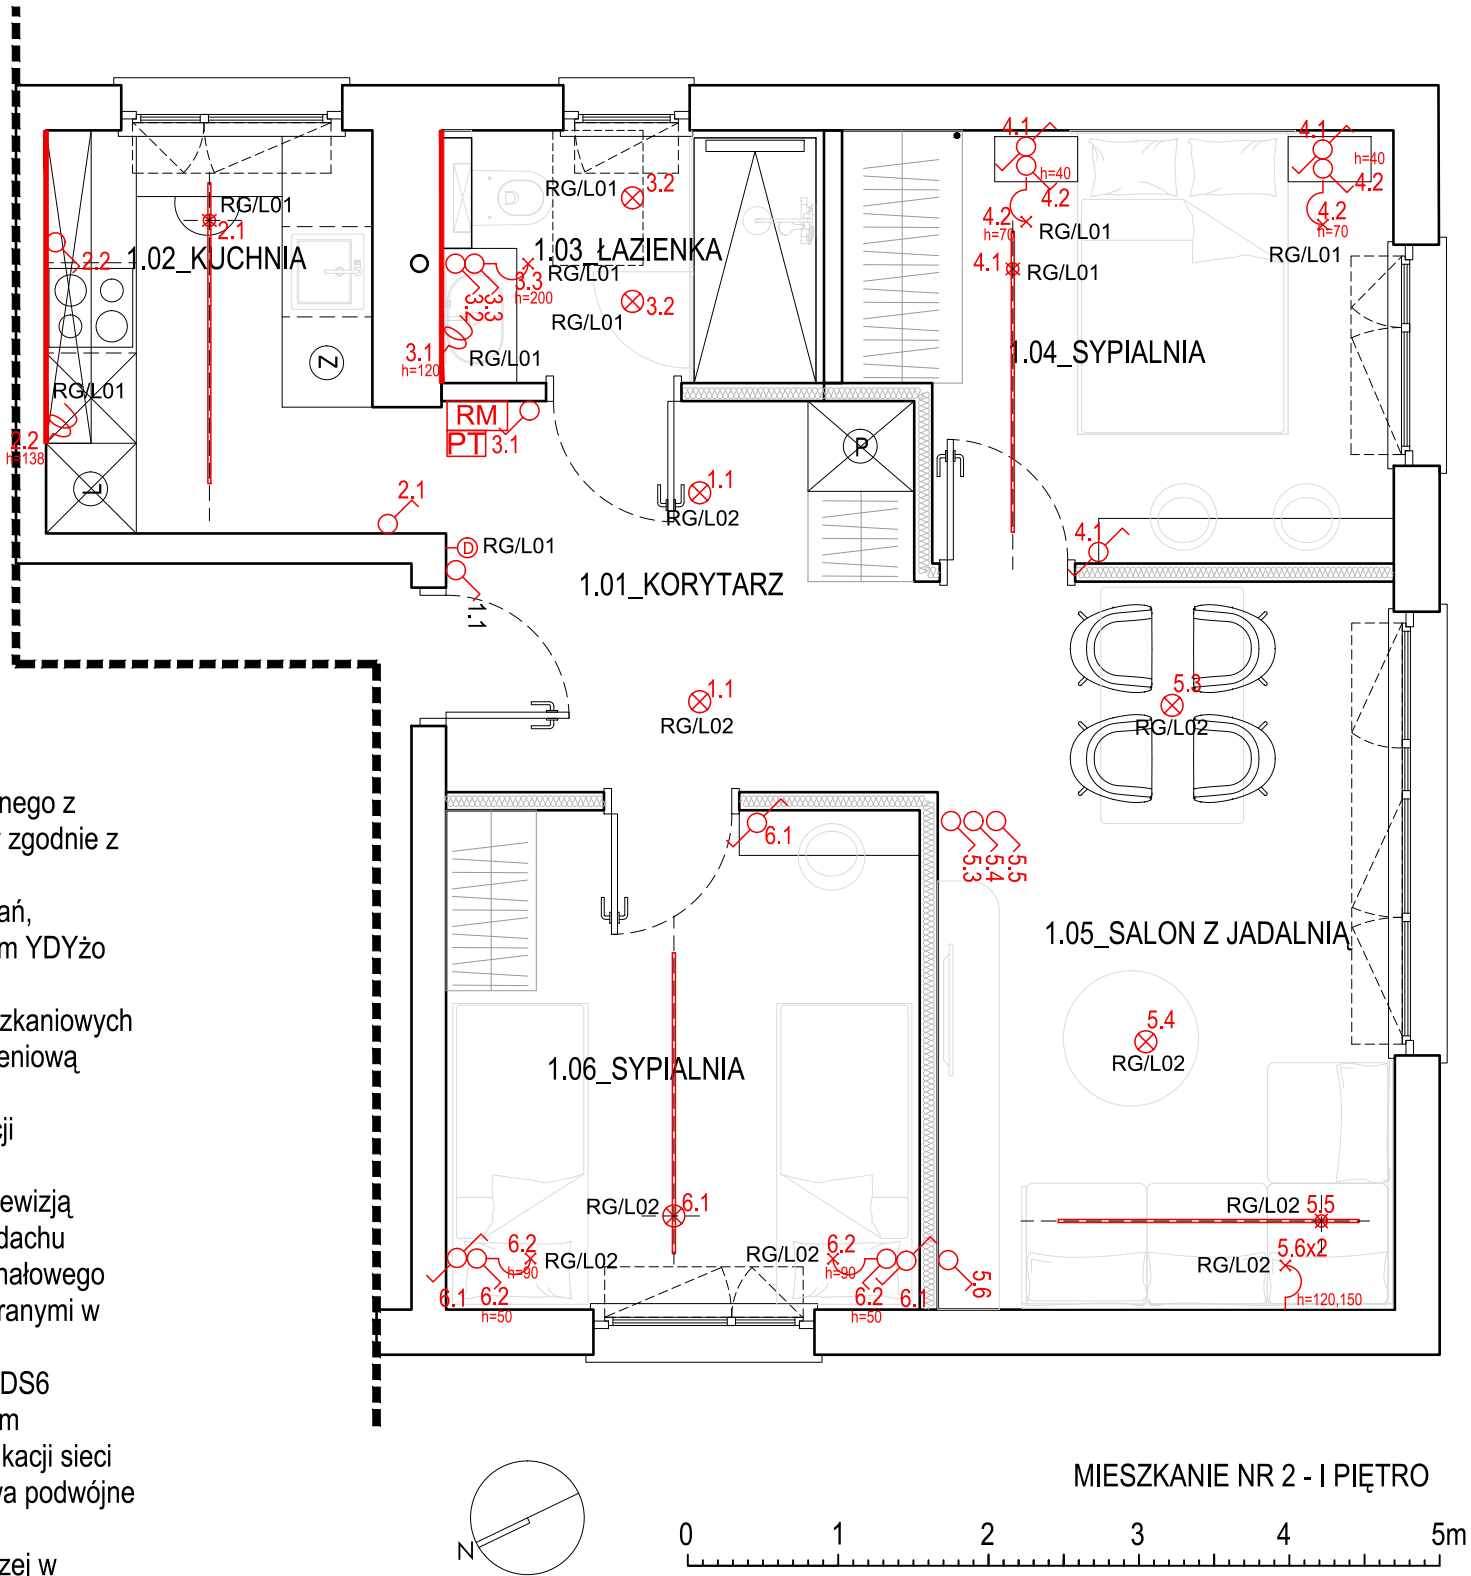 4.1
4.1
h=40
h=40
4.2
4.2
RG/L01
3.2
RG/L01
2.1
4.2
h=70
RG/L01
4.2
h=70
RG/L01
1.02_KUCHNIA
2.2
1.03_ŁAZIENKA
RG/L01
3.3
h=200
4.1
RG/L01
3.2
3.3
RG/L01
3.2
3.1
h=120
RG/L01
Z
1.04_SYPIALNIA
RG/L01
2.2
h=138
RM
PT
3.1
P
L
2.1
1.1
RG/L02
4.1
D
RG/L01
1.01_KORYTARZ
1.1
1.1
RG/L02
5.3
RG/L02
nego z
zgodnie z
6.1
5.3
5.4
5.5
ań,
m YDYżo
1.05_SALON Z JADALNIĄ
szkaniowych
eniową
5.4
RG/L02
1.06_SYPIALNIA
cji
ewizją
dachu
nałowego
ranymi w
RG/L02
6.1
RG/L02
5.5
6.2
h=90
RG/L02
RG/L02
6.2
h=90
5.6x2
RG/L02
h=120,150
6.1
6.2
h=50
6.2
h=50
6.1
5.6
DS6
m
kacji sieci
wa podwójne
zej w
MIESZKANIE NR 2 - I PIĘTRO
N
0 1 2 3 4 5m